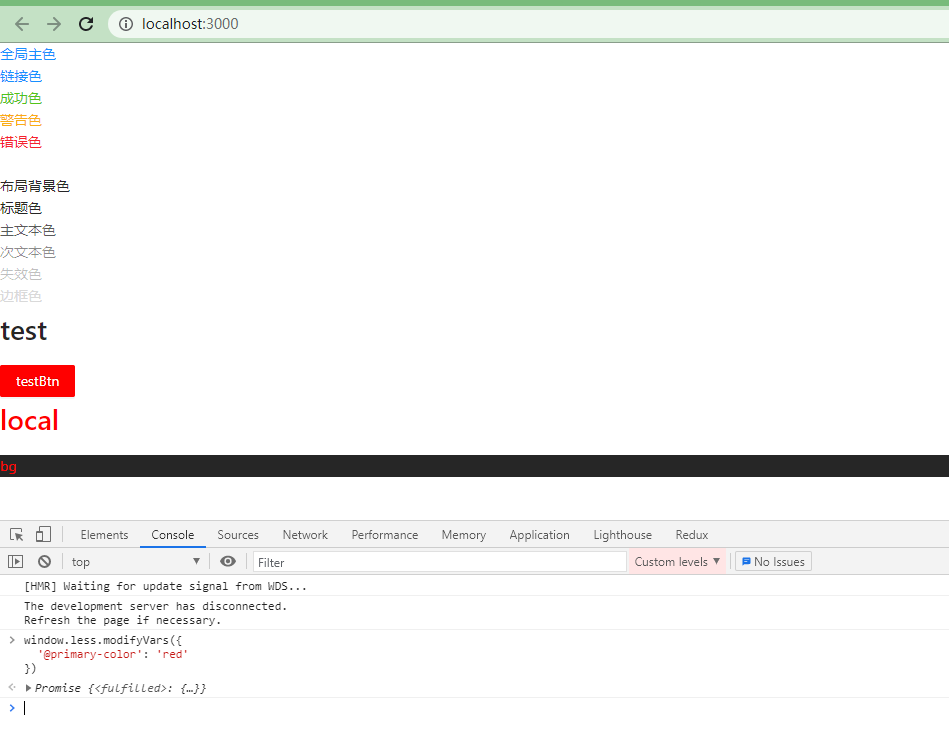 localhost:3000
全局主色
链接色
成功色
警告色
错误色
布局背景色
标题色
主文本色
次文本色
失效色
边框色
test
testBtn
local
bg
Elements Console Sources Network Performance Memory Application Lighthouse Redux
top Filter Custom levels No Issues
[HMR] Waiting for update signal from WDS...
The development server has disconnected.
Refresh the page if necessary.
window.less.modifyVars({
'@primary-color': 'red'
})
Promise {<fulfilled>: {…}}